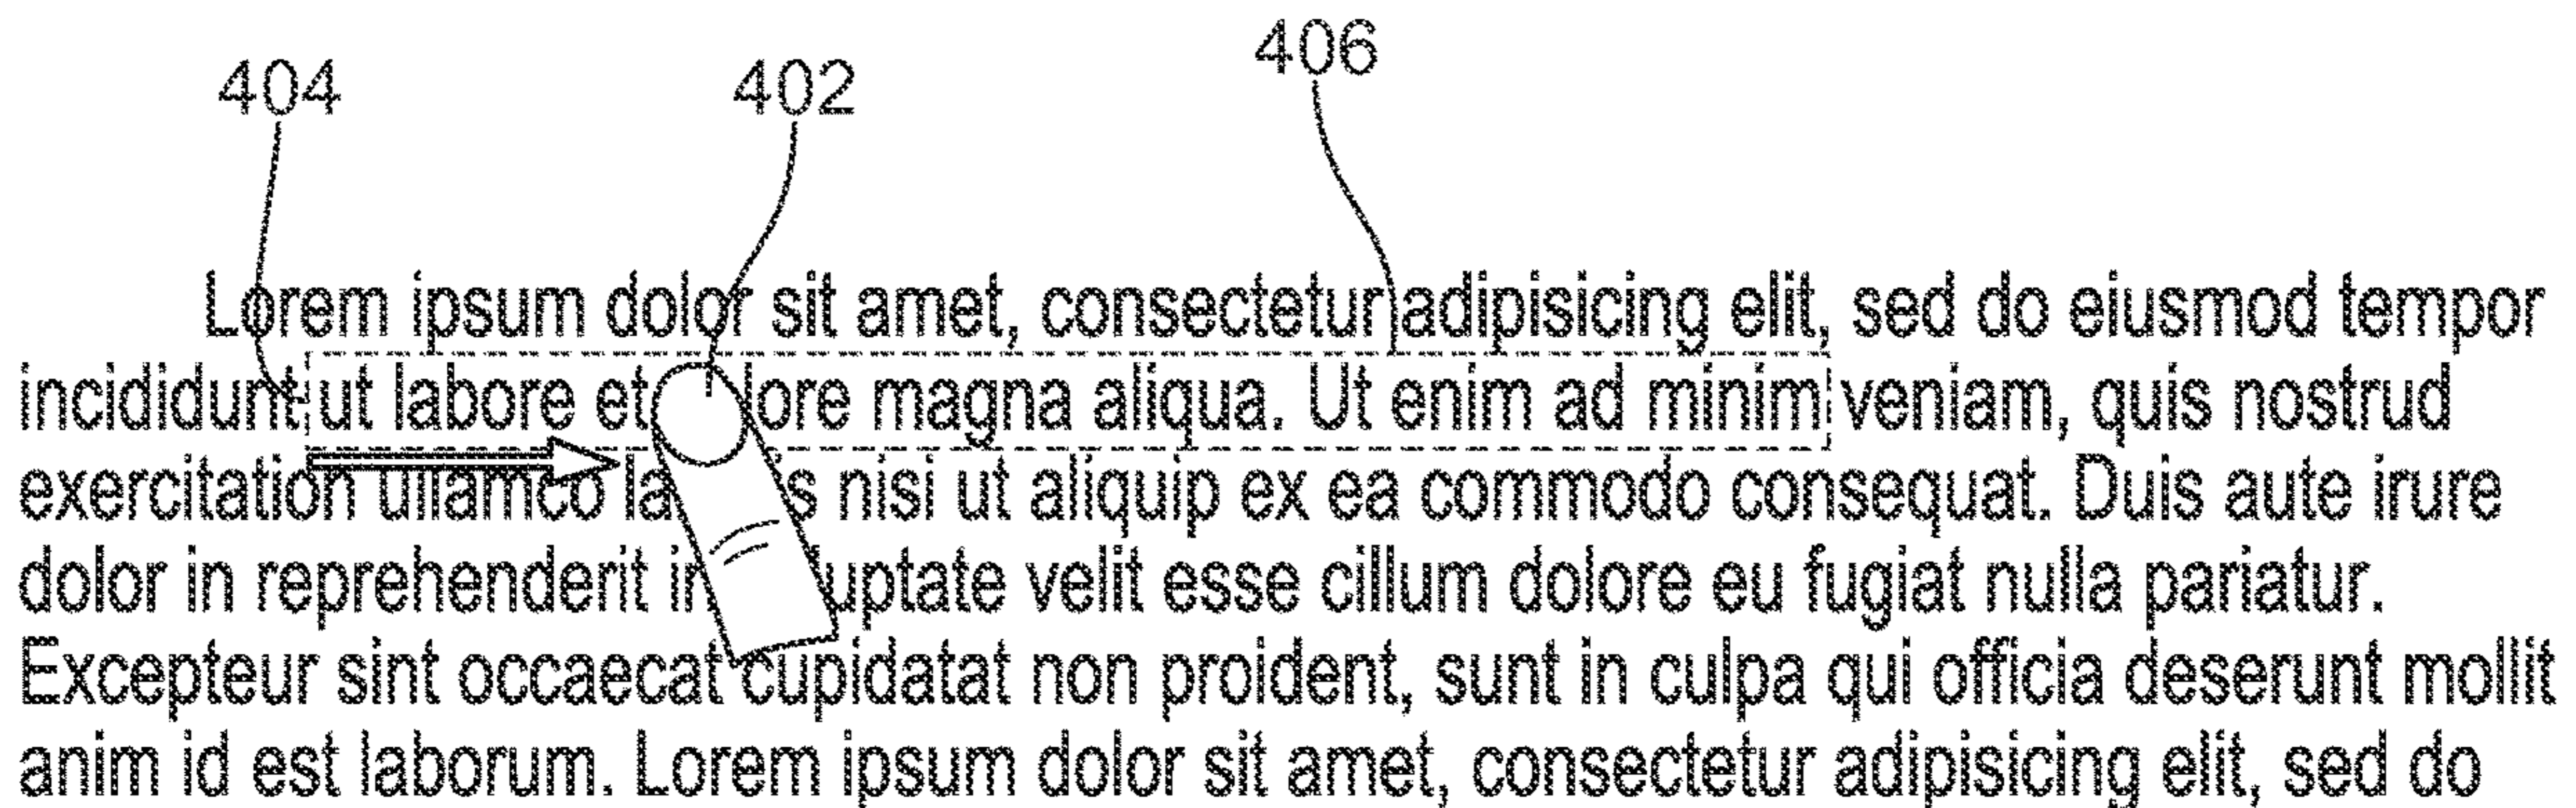 406
404 402
Lorem ipsum dolor sit amet, consectetur adipisicing elit, sed do eiusmod tempor
incididunt ut labore et lore magna aliqua. Ut enim ad minim veniam, quis nostrud
exercitation ullamco la is nisi ut aliquip ex ea commodo consequat. Duis aute irure
dolor in reprehenderit in uptate velit esse cillum dolore eu fugiat nulla pariatur.
Excepteur sint occaecat cupidatat non proident, sunt in culpa qui officia deserunt mollit
anim id est laborum. Lorem ipsum dolor sit amet, consectetur adipisicing elit, sed do